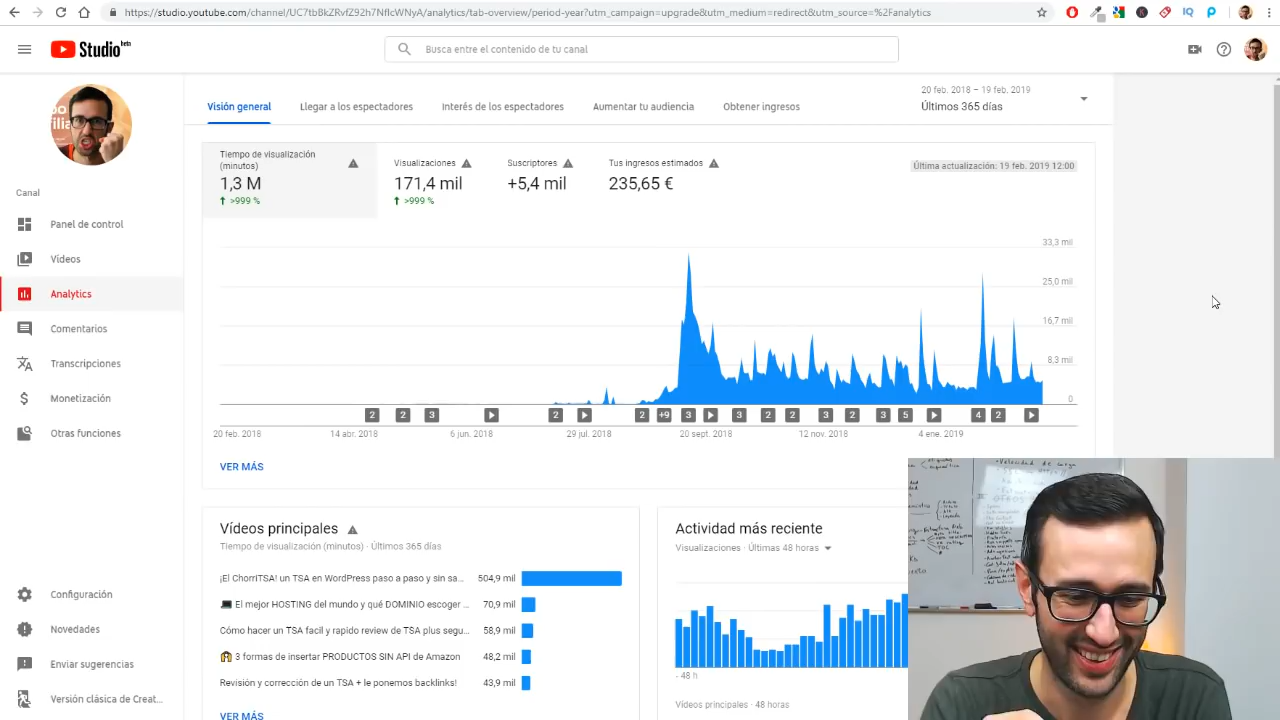 https://studio.youtube.com/channel/UC7tbBkZRvfZ92h7NflcWNyA/analytics/tab-overview/period-year?utm_campaign=upgrade&utm_medium=redirect&utm_source=%2Fanalytics
Studio beta
Busca entre el contenido de tu canal
Canal
Panel de control
Vídeos
Analytics
Comentarios
Transcripciones
Monetización
Otras funciones
Configuración
Novedades
Enviar sugerencias
Versión clásica de Creat...
Visión general
Llegar a los espectadores
Interés de los espectadores
Aumentar tu audiencia
Obtener ingresos
20 feb. 2018 – 19 feb. 2019
Últimos 365 días
Tiempo de visualización (minutos)
1,3 M
>999 %
Visualizaciones
171,4 mil
>999 %
Suscriptores
+5,4 mil
Tus ingresos estimados
235,65 €
Última actualización: 19 feb. 2019 12:00
33,3 mil
25,0 mil
16,7 mil
8,3 mil
0
2 2 3 2 2 +9 3 3 2 2 3 2 3 5 4 2
20 feb. 2018 14 abr. 2018 6 jun. 2018 29 jul. 2018 20 sept. 2018 12 nov. 2018 4 ene. 2019
VER MÁS
Vídeos principales
Tiempo de visualización (minutos) · Últimos 365 días
¡El ChorriTSA! un TSA en WordPress paso a paso y sin sa... 504,9 mil
El mejor HOSTING del mundo y qué DOMINIO escoger ... 70,9 mil
Cómo hacer un TSA facil y rapido review de TSA plus segu... 58,9 mil
3 formas de insertar PRODUCTOS SIN API de Amazon 48,2 mil
Revisión y corrección de un TSA + le ponemos backlinks! 43,9 mil
VER MÁS
Actividad más reciente
Visualizaciones · Últimas 48 horas
- 48 h
Vídeos principales · 48 horas
Velocidad de carga